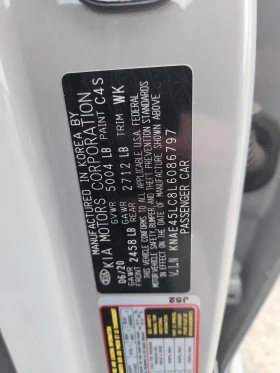 MANUFACTURED IN KOREA BY
KIA MOTORS CORPORATION
GVWR 5004 LB PAINT C4S
06/20
GAWR FRONT 2458 LB GAWR REAR 2712 LB TRIM WK
THIS VEHICLE CONFORMS TO ALL APPLICABLE U.S.A. FEDERAL
MOTOR VEHICLE SAFETY, BUMPER, AND THEFT PREVENTION STANDARDS
IN EFFECT ON THE DATE OF MANUFACTURE SHOWN ABOVE
V.I.N KNAE45LC8L6086797
PASSENGER CAR
J52